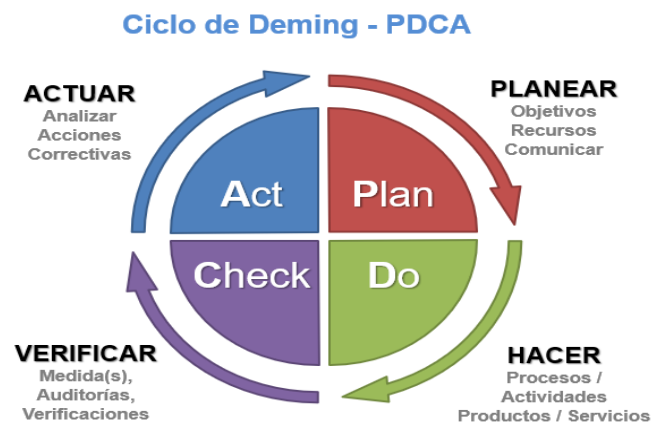 Ciclo de Deming - PDCA
ACTUAR
Analizar
Acciones
Correctivas
PLANEAR
Objetivos
Recursos
Comunicar
Act
Plan
Check
Do
VERIFICAR
Medida(s),
Auditorías,
Verificaciones
HACER
Procesos /
Actividades
Productos / Servicios